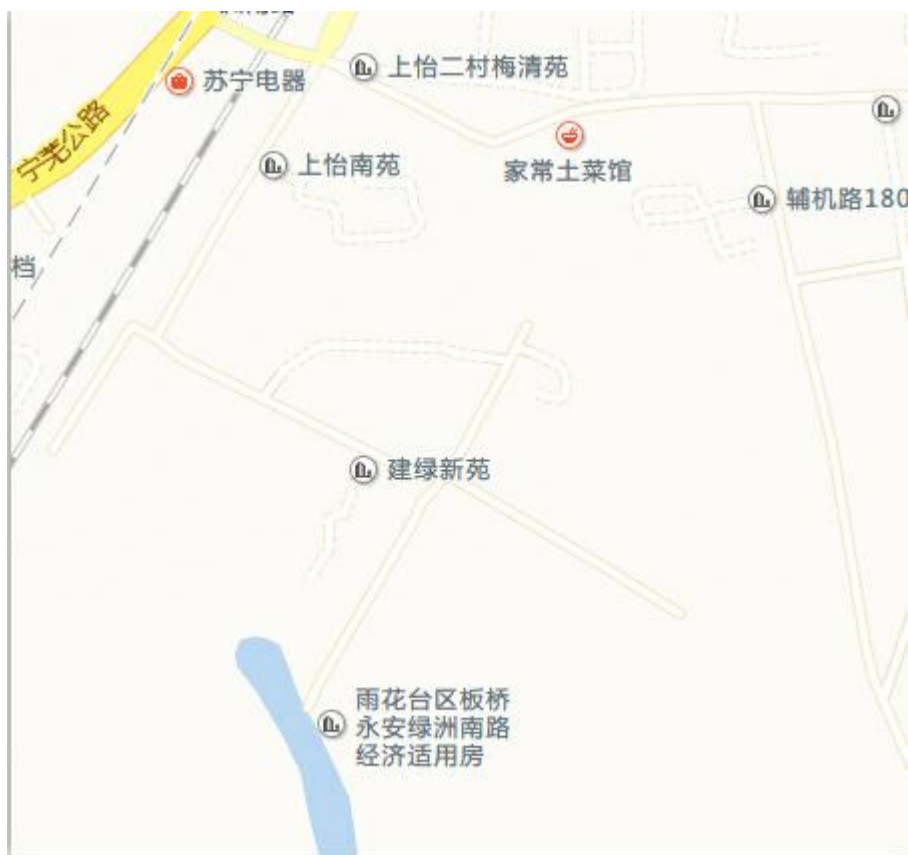 上怡二村梅清苑
苏宁电器
宁芜公路
上怡南苑
家常土菜馆
辅机路180
档
建绿新苑
雨花台区板桥
永安绿洲南路
经济适用房